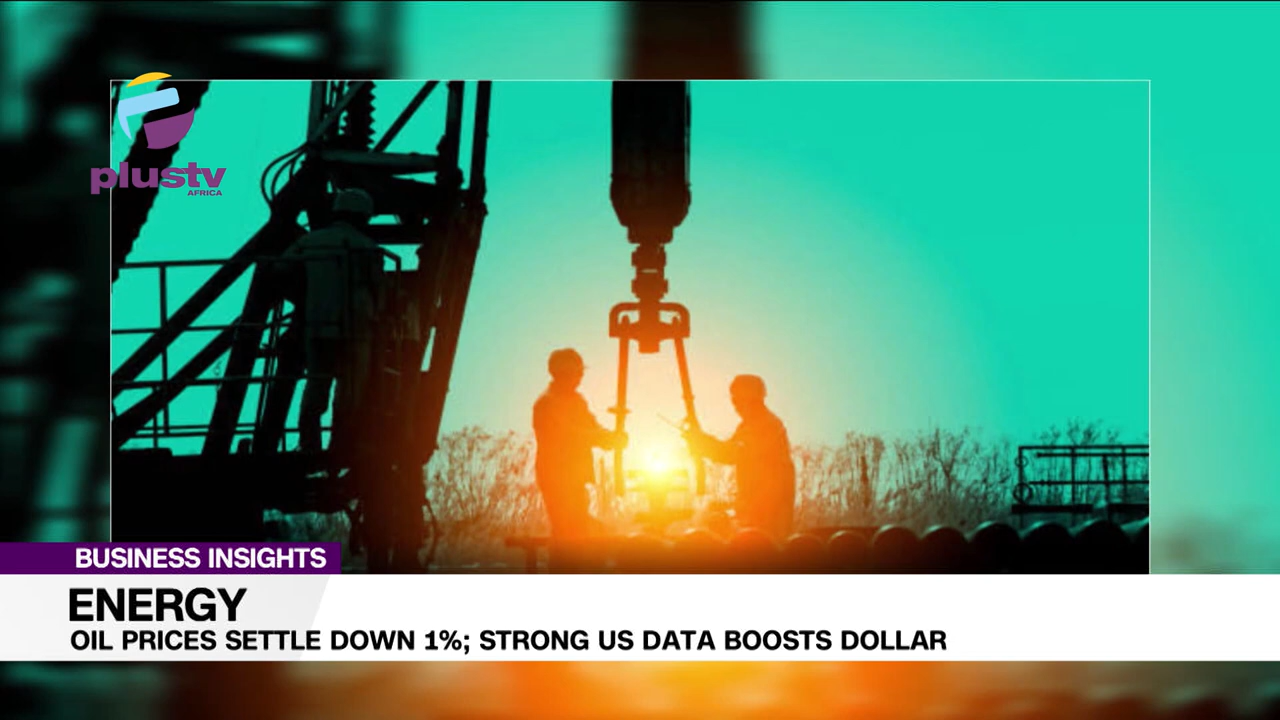 plustv
AFRICA
BUSINESS INSIGHTS
ENERGY
OIL PRICES SETTLE DOWN 1%; STRONG US DATA BOOSTS DOLLAR